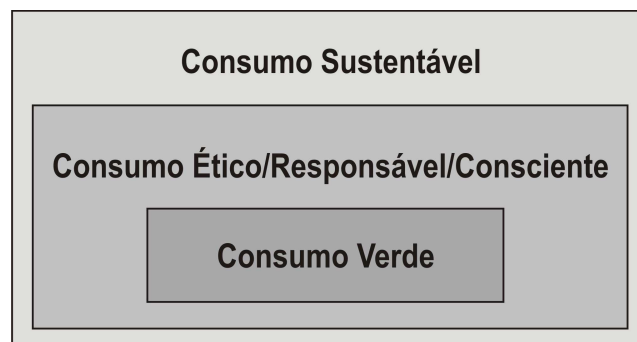 Consumo Sustentável
Consumo Ético/Responsável/Consciente
Consumo Verde